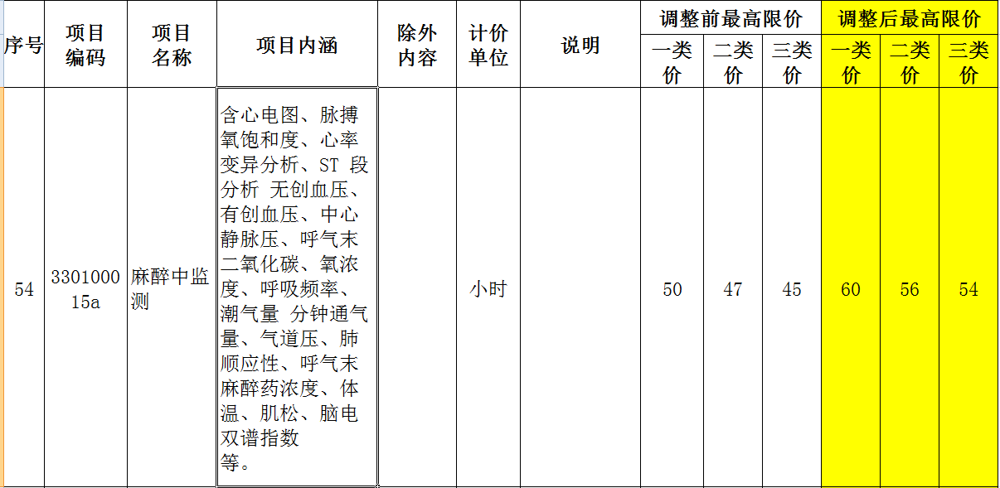 序号
项目
编码
项目
名称
项目内涵
除外
内容
计价
单位
说明
调整前最高限价
调整后最高限价
一类
价
二类
价
三类
价
一类
价
二类
价
三类
价
54
3301000
15a
麻醉中监
测
含心电图、脉搏
氧饱和度、心率
变异分析、ST 段
分析 无创血压、
有创血压、中心
静脉压、呼气末
二氧化碳、氧浓
度、呼吸频率、
潮气量 分钟通气
量、气道压、肺
顺应性、呼气末
麻醉药浓度、体
温、肌松、脑电
双谱指数
等。
小时
50
47
45
60
56
54